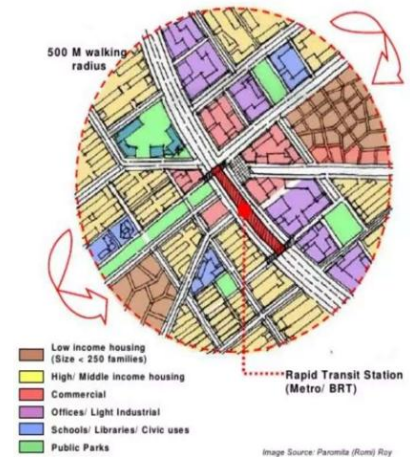 500 M walking
radius
Low income housing
(Size < 250 families)
High/ Middle income housing
Commercial
Offices/ Light Industrial
Schools/ Libraries/ Civic uses
Public Parks
Rapid Transit Station
(Metro/ BRT)
Image Source: Paromita (Romi) Roy